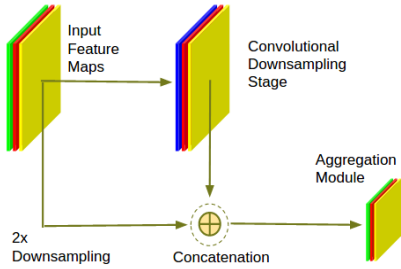 Input
Feature
Maps
Convolutional
Downsampling
Stage
Aggregation
Module
2x
Downsampling
Concatenation